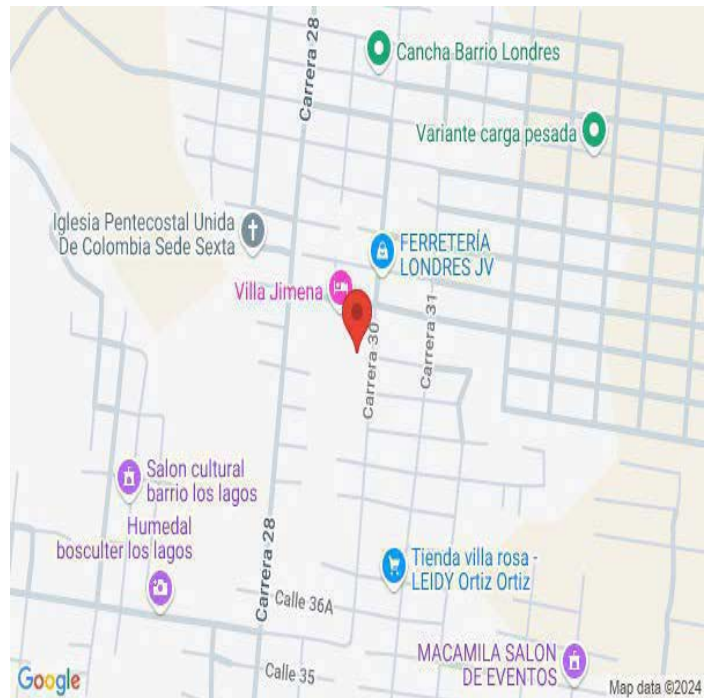 Carrera 28
Cancha Barrio Londres
Variante carga pesada
Iglesia Pentecostal Unida
De Colombia Sede Sexta
FERRETERÍA
LONDRES JV
Villa Jimena
Carrera 30
Carrera 31
Salon cultural
barrio los lagos
Humedal
bosculter los lagos
Carrera 28
Tienda villa rosa -
LEIDY Ortiz Ortiz
Calle 36A
Calle 35
MACAMILA SALON
DE EVENTOS
Google
Map data ©2024